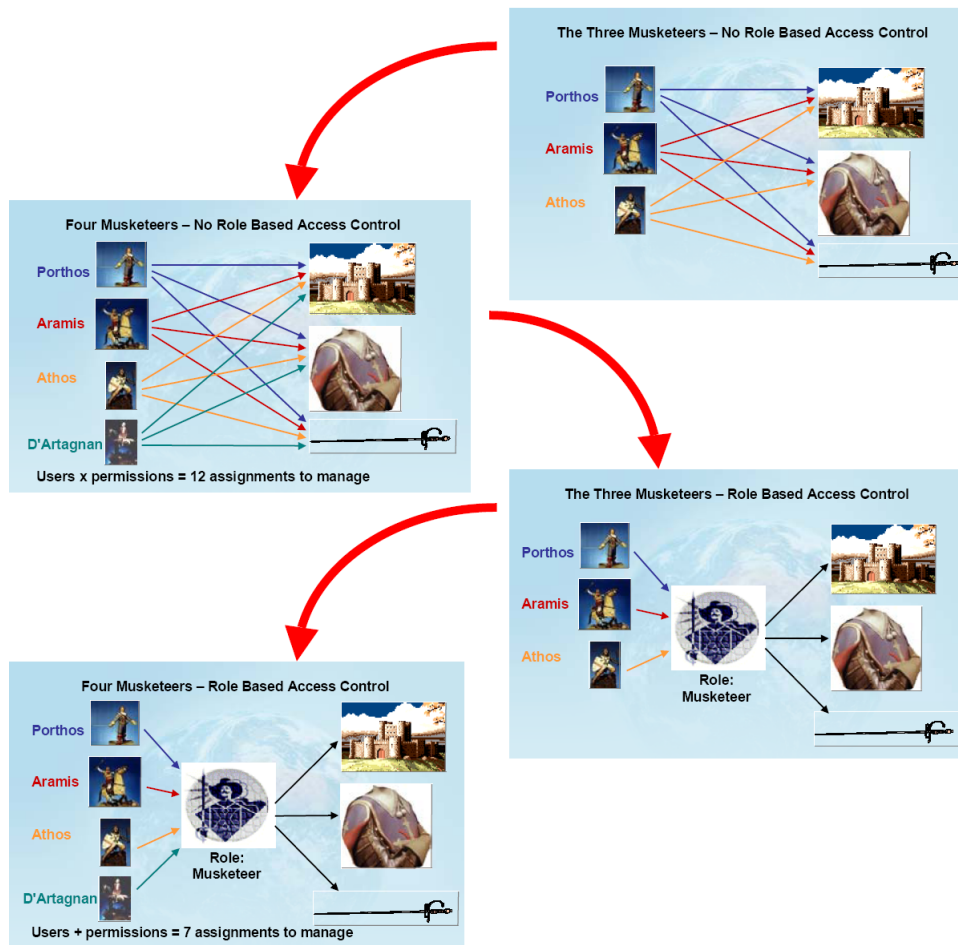 The Three Musketeers – No Role Based Access Control
Porthos
Aramis
Athos
Four Musketeers – No Role Based Access Control
Porthos
Aramis
Athos
D'Artagnan
Users x permissions = 12 assignments to manage
The Three Musketeers – Role Based Access Control
Porthos
Aramis
Athos
Role:
Musketeer
Four Musketeers – Role Based Access Control
Porthos
Aramis
Athos
D'Artagnan
Role:
Musketeer
Users + permissions = 7 assignments to manage